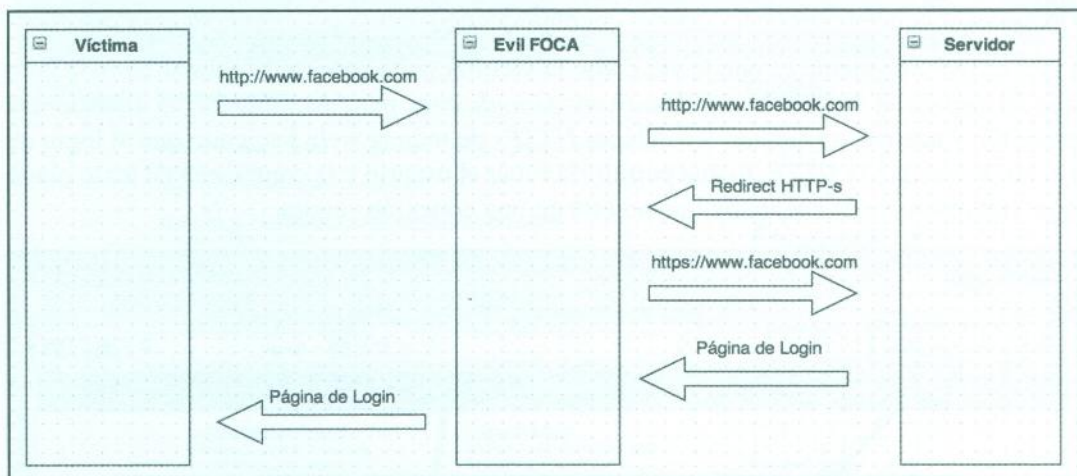 Víctima
Evil FOCA
Servidor
http://www.facebook.com
http://www.facebook.com
Redirect HTTP-s
https://www.facebook.com
Página de Login
Página de Login